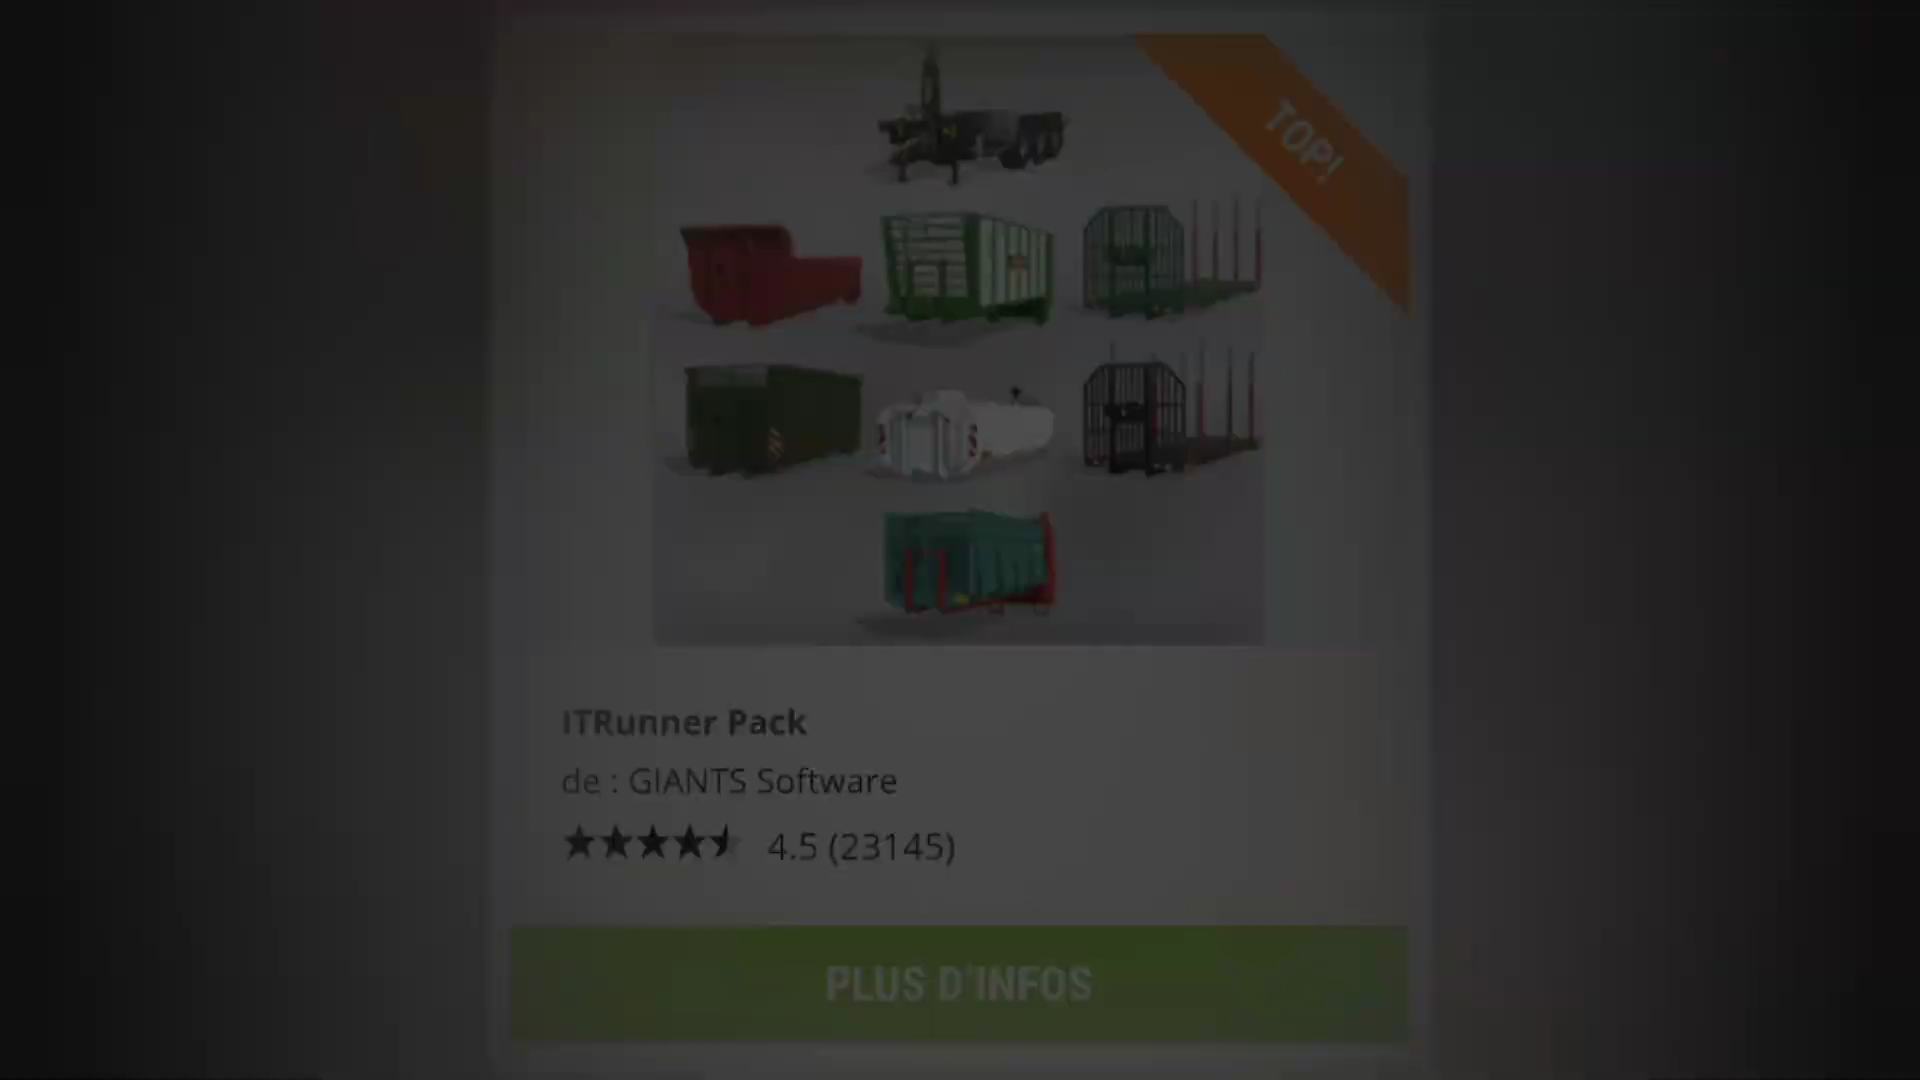 TOP!
ITRunner Pack
de : GIANTS Software
4.5 (23145)
PLUS D'INFOS